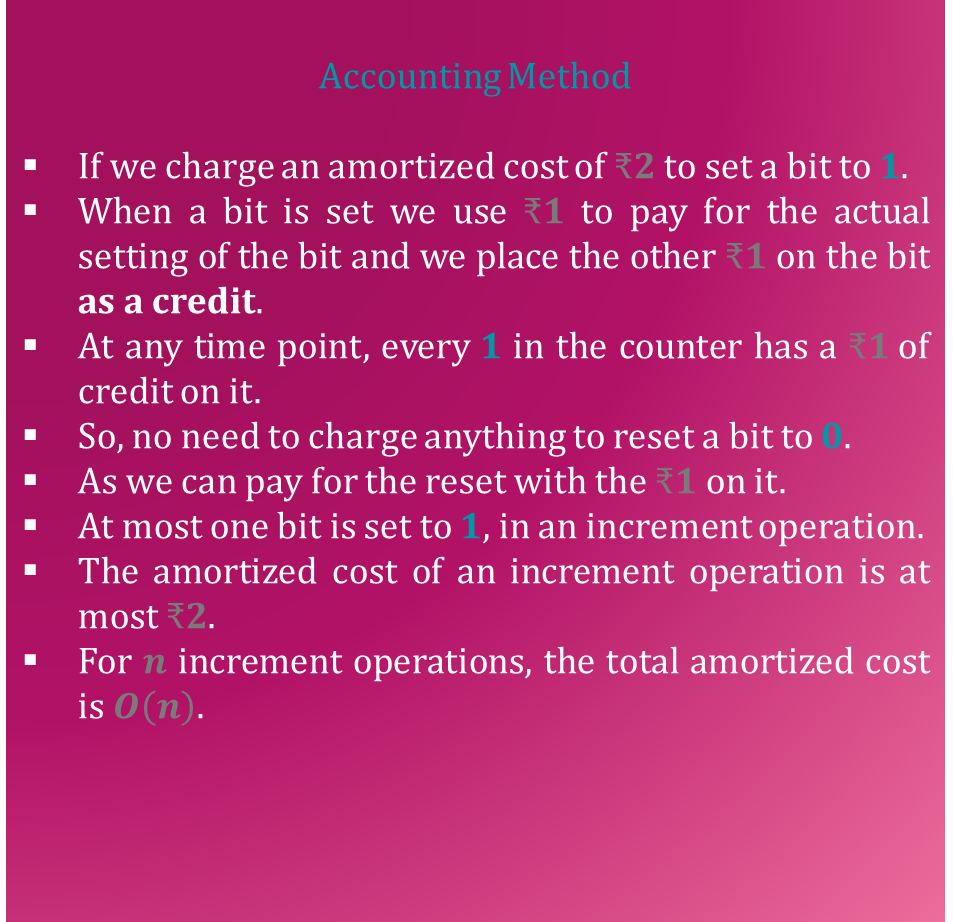 Accounting Method
▪ If we charge an amortized cost of ₹2 to set a bit to 1.
▪ When a bit is set we use ₹1 to pay for the actual
setting of the bit and we place the other ₹1 on the bit
as a credit.
▪ At any time point, every 1 in the counter has a ₹1 of
credit on it.
▪ So, no need to charge anything to reset a bit to 0.
▪ As we can pay for the reset with the ₹1 on it.
▪ At most one bit is set to 1, in an increment operation.
▪ The amortized cost of an increment operation is at
most ₹2.
▪ For n increment operations, the total amortized cost
is O(n).